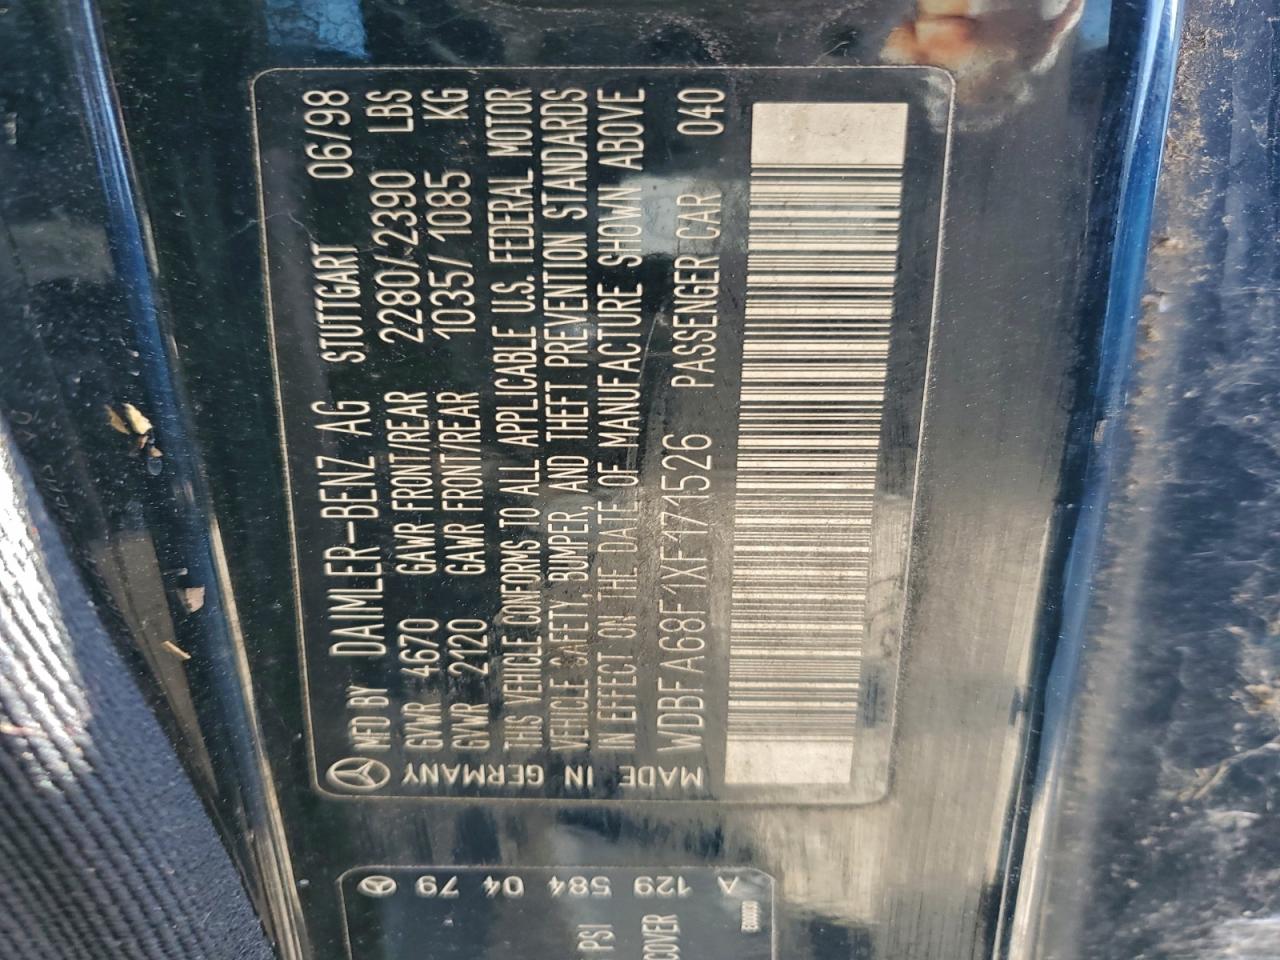 MFD BY DAIMLER-BENZ AG STUTTGART 06/98
GVWR 4670 GAWR FRONT/REAR 2280/2390 LBS
GVWR 2120 GAWR FRONT/REAR 1035/1085 KG
THIS VEHICLE CONFORMS TO ALL APPLICABLE U.S. FEDERAL MOTOR
VEHICLE SAFETY, BUMPER, AND THEFT PREVENTION STANDARDS
IN EFFECT ON THE DATE OF MANUFACTURE SHOWN ABOVE
WDBFA68F1XF171526 PASSENGER CAR 040
MADE IN GERMANY
A 129 584 04 79
PSI
COVER